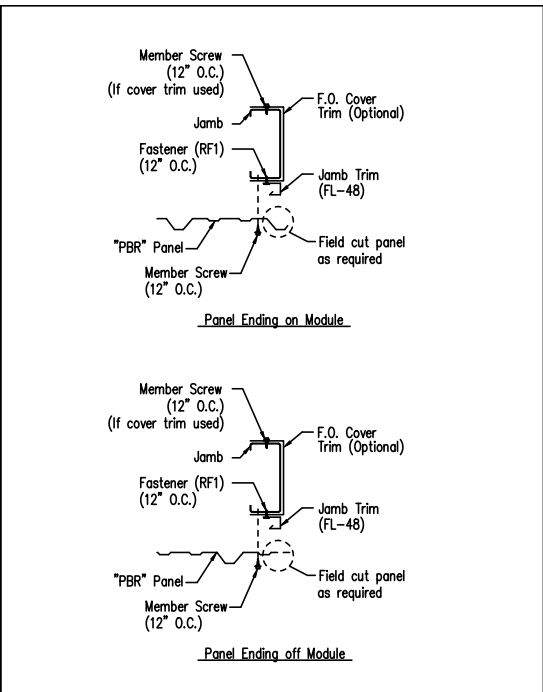 Member Screw
(12" O.C.)
(If cover trim used)
F.O. Cover
Trim (Optional)
Jamb
Fastener (RF1)
(12" O.C.)
Jamb Trim
(FL-48)
"PBR" Panel
Field cut panel
as required
Member Screw
(12" O.C.)
Panel Ending on Module
Member Screw
(12" O.C.)
(If cover trim used)
F.O. Cover
Trim (Optional)
Jamb
Fastener (RF1)
(12" O.C.)
Jamb Trim
(FL-48)
"PBR" Panel
Field cut panel
as required
Member Screw
(12" O.C.)
Panel Ending off Module